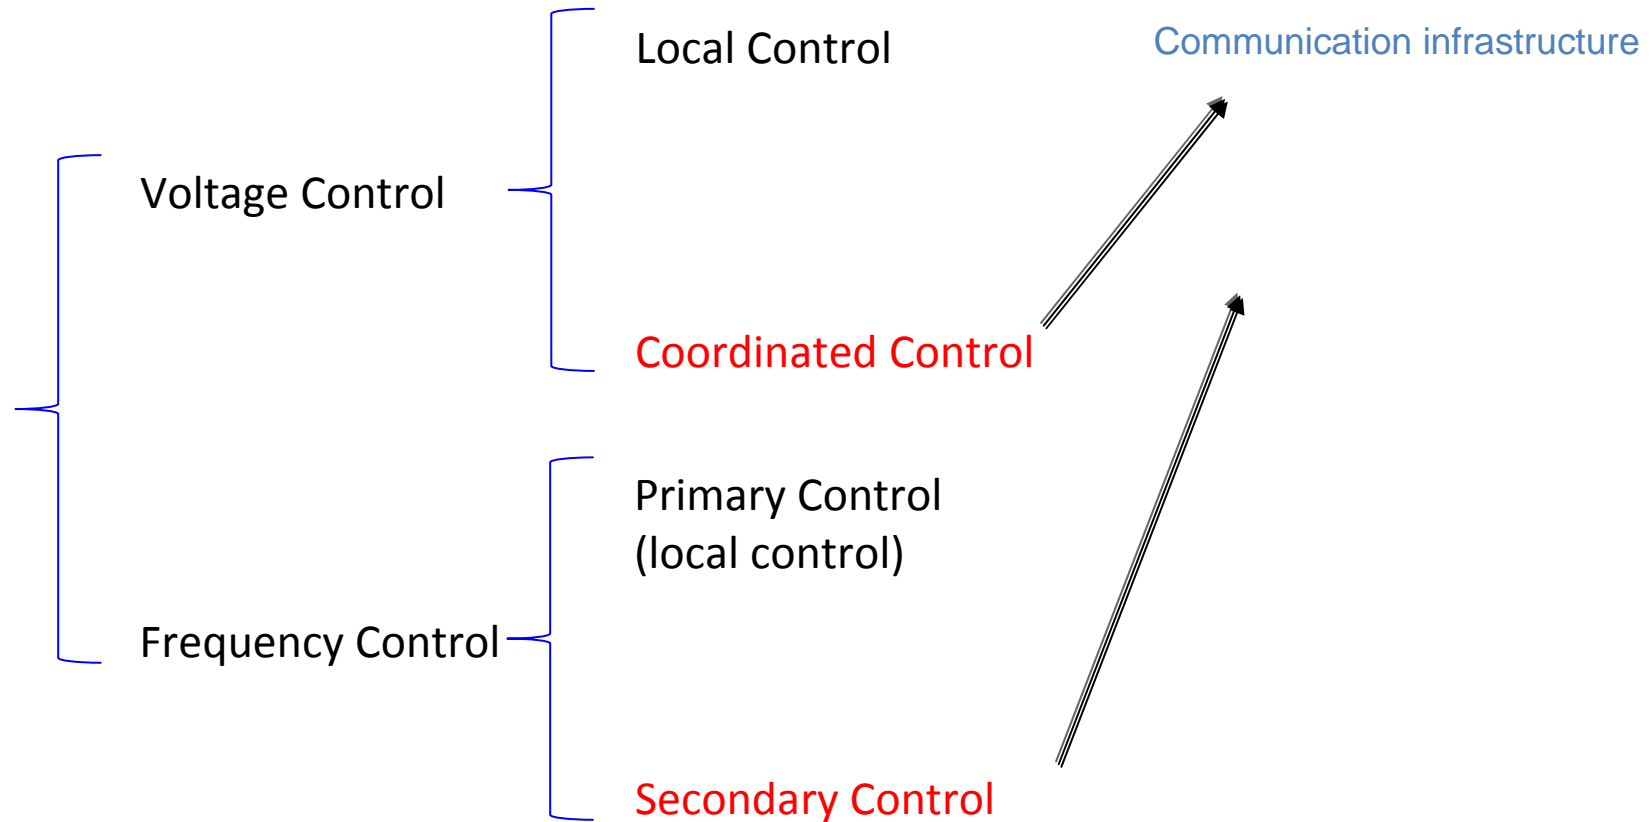 Local Control
Communication infrastructure
Voltage Control
Coordinated Control
Primary Control
(local control)
Frequency Control
Secondary Control